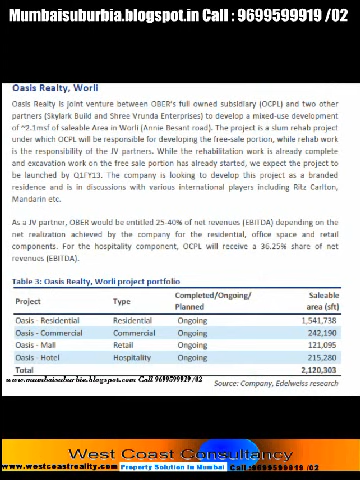 Mumbaisuburbia.blogspot.in Call : 9699599919 /02
Oasis Realty, Worli
Oasis Realty is joint venture between OBER's full owned subsidiary (OCPL) and two other
partners (Skylark Build and Shree Vrunda Enterprises) to develop a mixed-use development
of ~2.1msf of saleable Area in Worli (Annie Besant road). The project is a slum rehab project
under which OCPL will be responsible for developing the free-sale portion, while rehab work
is the responsibility of the JV partners. While the rehabilitation work is already complete
and excavation work on the free sale portion has already started, we expect the project to
be launched by Q1FY13. The company is looking to develop this project as a branded
residence and is in discussions with various international players including Ritz Carlton,
Mandarin etc.
As a JV partner, OBER would be entitled 25-40% of net revenues (EBITDA) depending on the
net realization achieved by the company for the residential, office space and retail
components. For the hospitality component, OCPL will receive a 36.25% share of net
revenues (EBITDA).
Table 3: Oasis Realty, Worli project portfolio
Project Type Completed/Ongoing/ Planned Saleable area (sft)
Oasis - Residential Residential Ongoing 1,541,738
Oasis - Commercial Commercial Ongoing 242,190
Oasis - Mall Retail Ongoing 121,095
Oasis - Hotel Hospitality Ongoing 215,280
Total 2,120,303
www.mumbaisuburbia.blogspot.com Call 9699599919 /02
Source: Company, Edelweiss research
West Coast Consultancy
www.westcoastrealty.com Property Solution in Mumbai Call :9699599919 /02